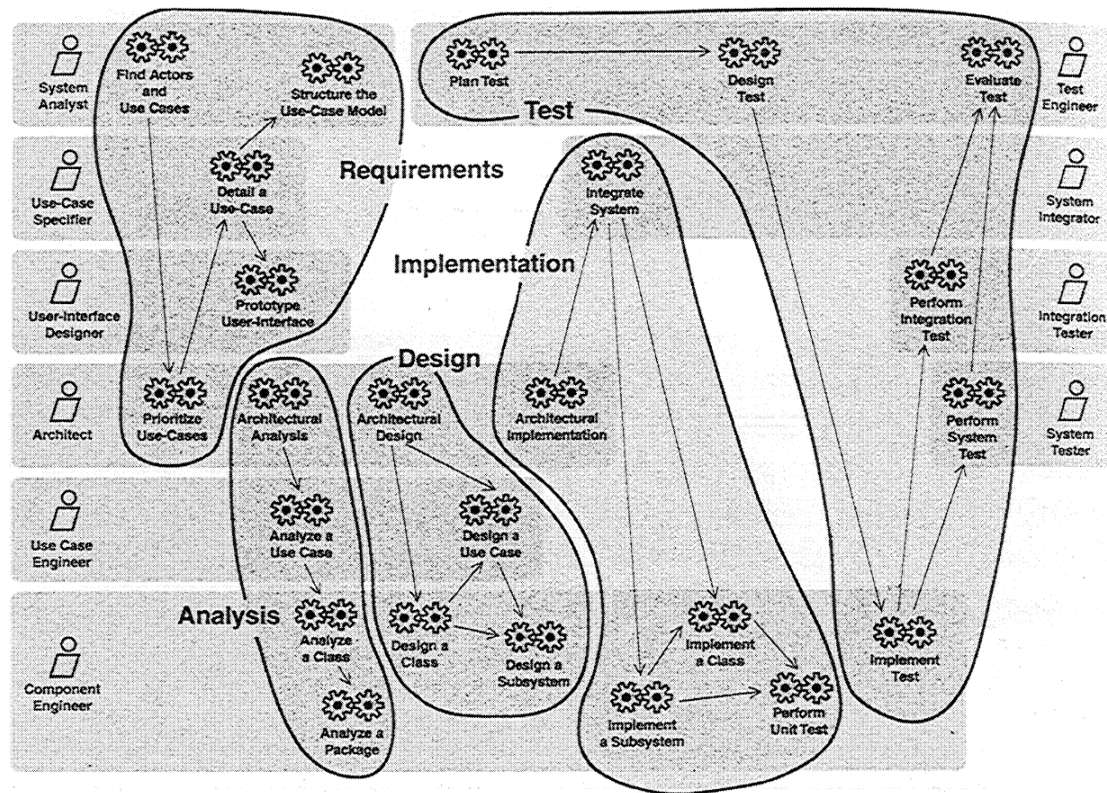 System
Analyst
Find Actors
and
Use Cases
Structure the
Use-Case Model
Plan Test
Design
Test
Evaluate
Test
Test
Engineer
Test
Requirements
Use-Case
Specifier
Detail a
Use-Case
Integrate
System
System
Integrator
Implementation
User-Interface
Designer
Prototype
User-Interface
Perform
Integration
Test
Integration
Tester
Design
Architect
Prioritize
Use-Cases
Architectural
Analysis
Architectural
Design
Architectural
Implementation
Perform
System
Test
System
Tester
Use Case
Engineer
Analyze a
Use Case
Design a
Use Case
Analysis
Component
Engineer
Analyze
a Class
Analyze a
Package
Design a
Class
Design a
Subsystem
Implement
a Class
Implement
a Subsystem
Perform
Unit Test
Implement
Test